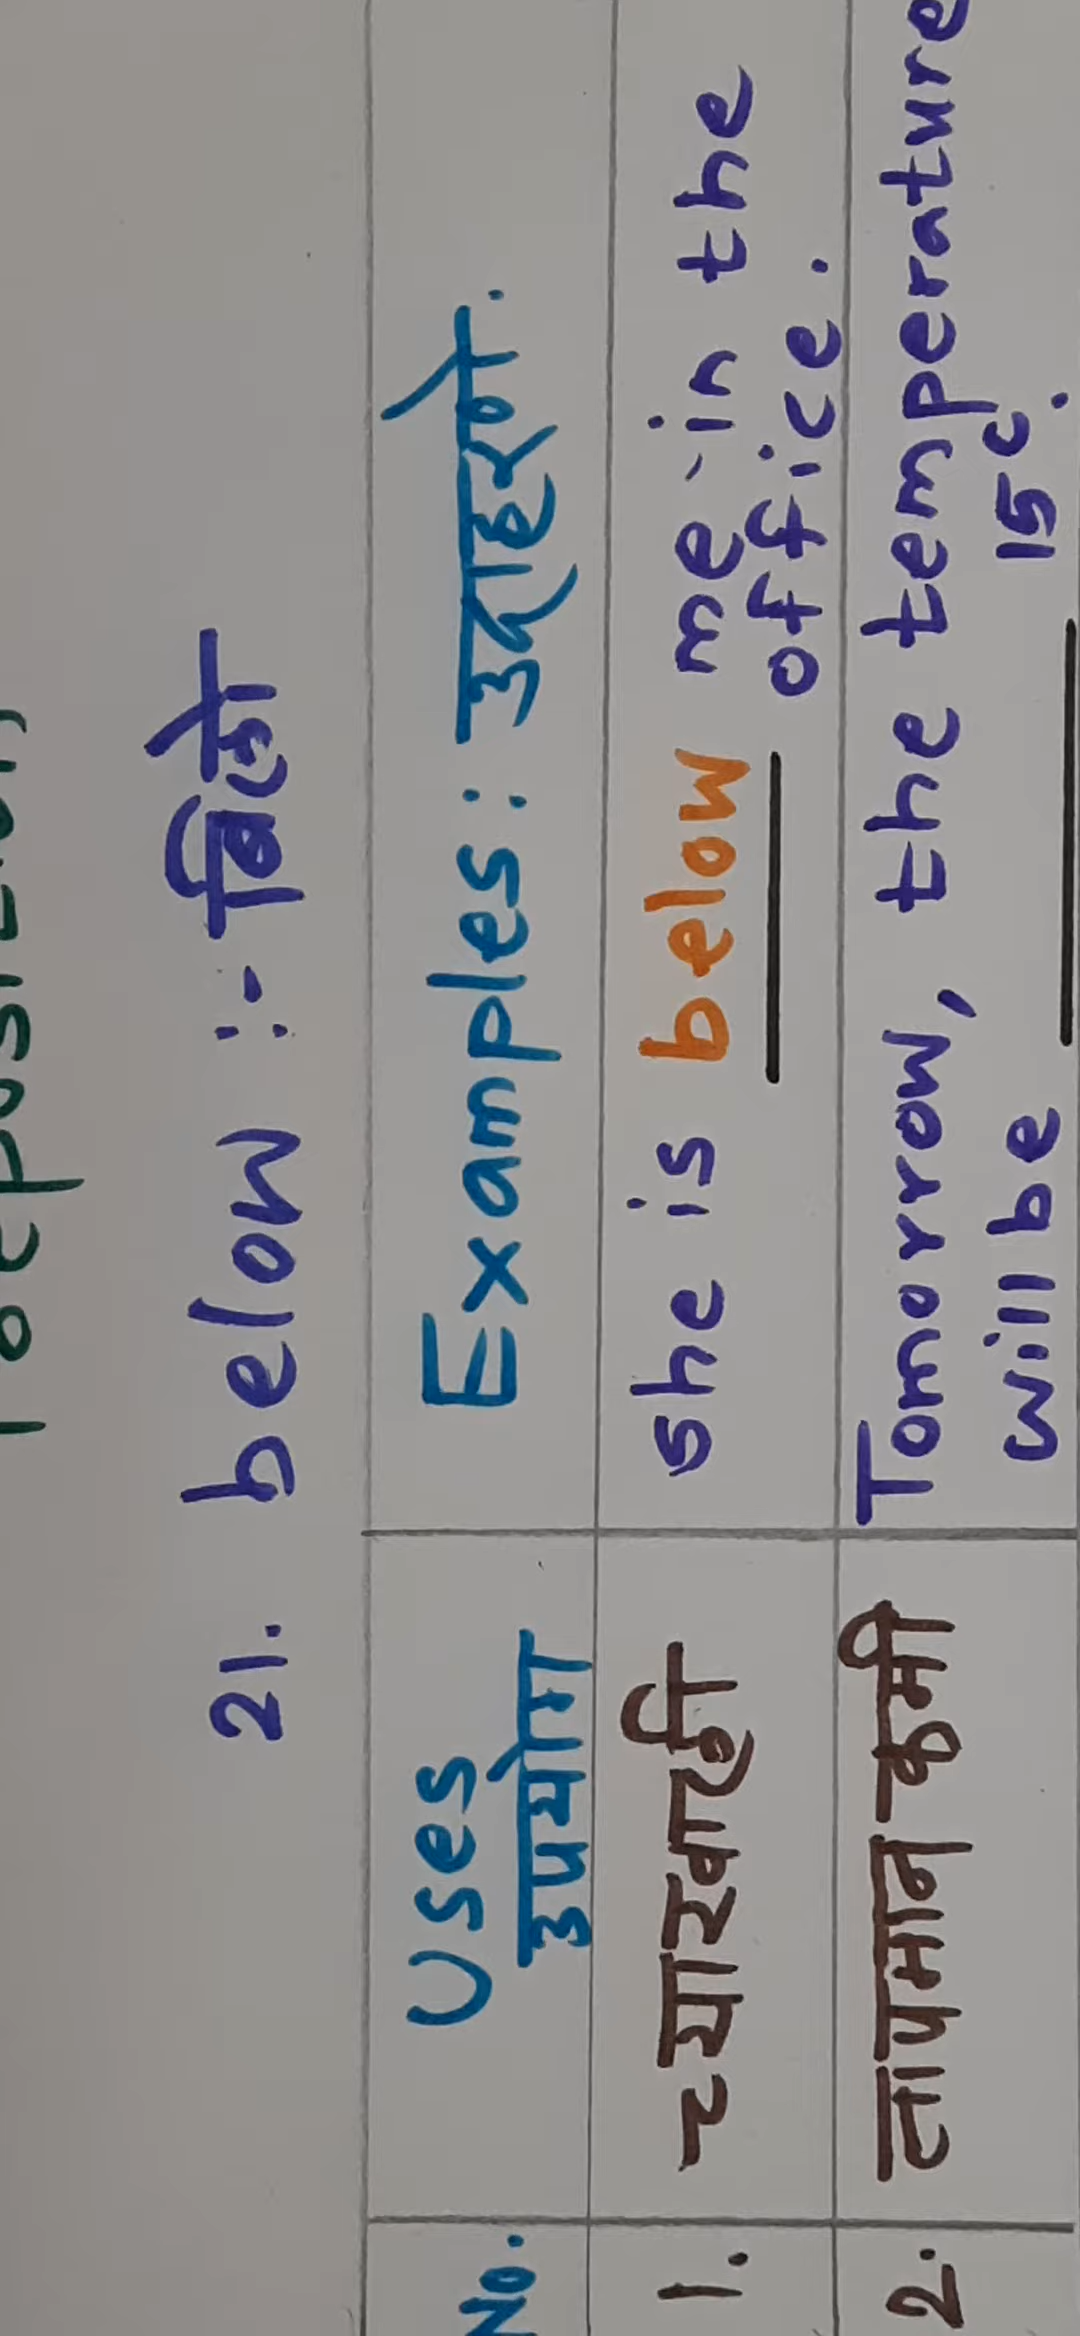 21. below :-
No. Uses Examples: उदाहरणे.
उपयोग
1. च्याखाली she is below me in the
office.
2. तापमान कमी Tomorrow, the temperature
will be 15 c.